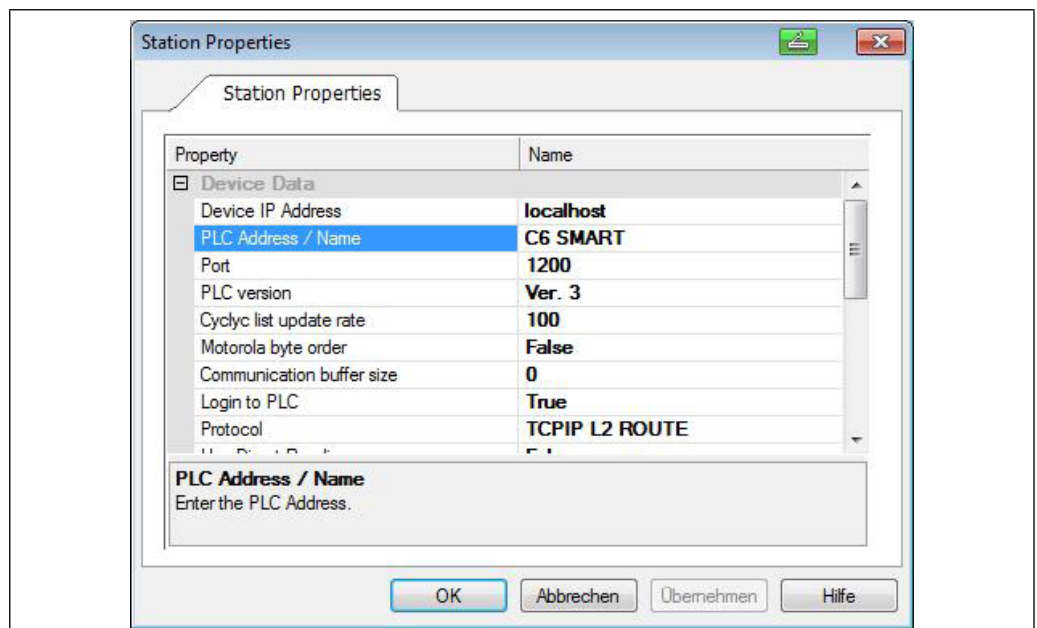 Station Properties
Station Properties
Property Name
Device Data
Device IP Address localhost
PLC Address / Name C6 SMART
Port 1200
PLC version Ver. 3
Cyclyc list update rate 100
Motorola byte order False
Communication buffer size 0
Login to PLC True
Protocol TCPIP L2 ROUTE
PLC Address / Name
Enter the PLC Address.
OK Abbrechen Übernehmen Hilfe